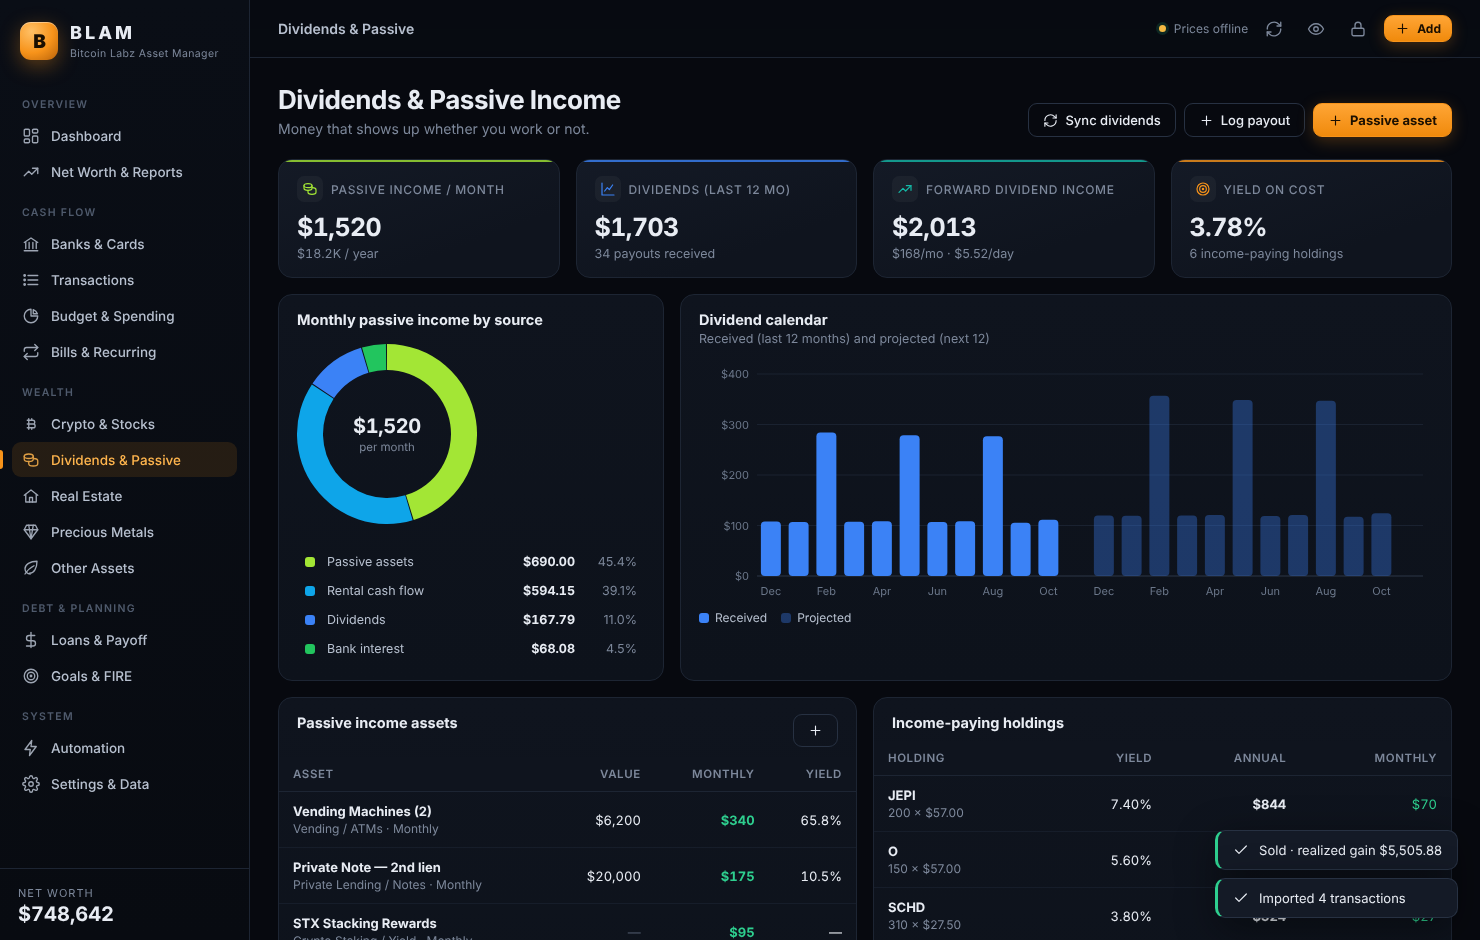 B
BLAM
Bitcoin Labz Asset Manager
OVERVIEW
Dashboard
Net Worth & Reports
CASH FLOW
Banks & Cards
Transactions
Budget & Spending
Bills & Recurring
WEALTH
Crypto & Stocks
Dividends & Passive
Real Estate
Precious Metals
Other Assets
DEBT & PLANNING
Loans & Payoff
Goals & FIRE
SYSTEM
Automation
Settings & Data
NET WORTH
$748,642
Dividends & Passive
Prices offline
Add
Dividends & Passive Income
Money that shows up whether you work or not.
Sync dividends
Log payout
Passive asset
PASSIVE INCOME / MONTH
$1,520
$18.2K / year
DIVIDENDS (LAST 12 MO)
$1,703
34 payouts received
FORWARD DIVIDEND INCOME
$2,013
$168/mo · $5.52/day
YIELD ON COST
3.78%
6 income-paying holdings
Monthly passive income by source
$1,520
per month
Passive assets $690.00 45.4%
Rental cash flow $594.15 39.1%
Dividends $167.79 11.0%
Bank interest $68.08 4.5%
Dividend calendar
Received (last 12 months) and projected (next 12)
$400
$300
$200
$100
$0
Dec Feb Apr Jun Aug Oct Dec Feb Apr Jun Aug Oct
Received Projected
Passive income assets
ASSET VALUE MONTHLY YIELD
Vending Machines (2) $6,200 $340 65.8%
Vending / ATMs · Monthly
Private Note — 2nd lien $20,000 $175 10.5%
Private Lending / Notes · Monthly
STX Stacking Rewards — $95 —
Crypto Staking / Yield · Monthly
Income-paying holdings
HOLDING YIELD ANNUAL MONTHLY
JEPI 7.40% $844 $70
200 × $57.00
O 5.60%
150 × $57.00
SCHD 3.80% $324 $27
310 × $27.50
Sold · realized gain $5,505.88
Imported 4 transactions